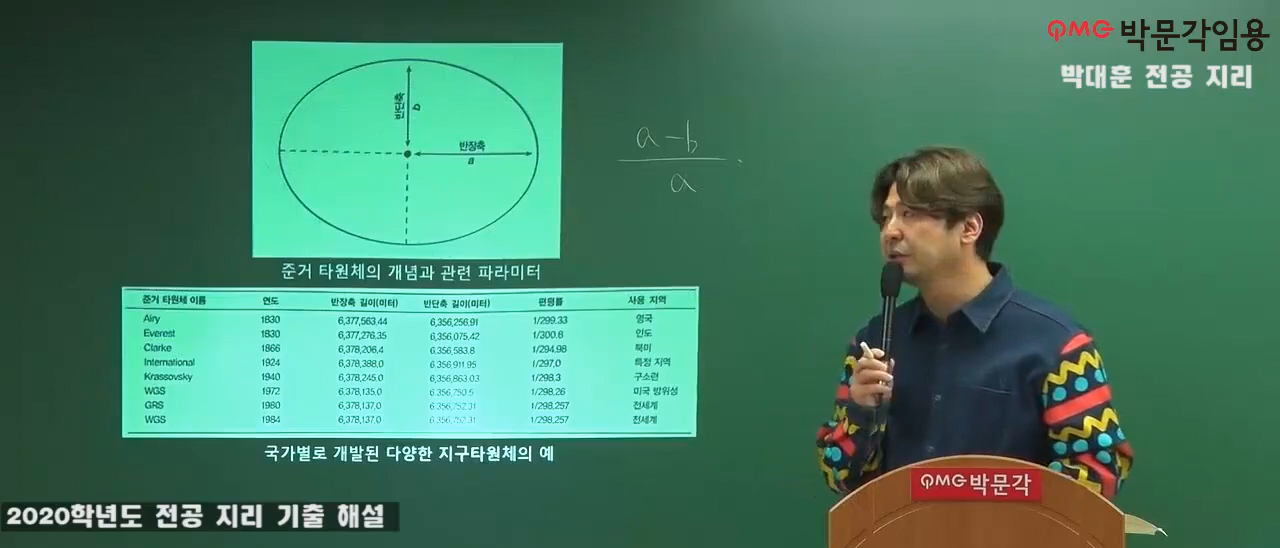 PMG 박문각임용
박대훈 전공 지리
반단축
b
반장축
a
a-b
a
준거 타원체의 개념과 관련 파라미터
준거 타원체 이름 연도 반장축 길이(미터) 반단축 길이(미터) 편평률 사용 지역
Airy 1830 6,377,563.44 6,356,256.91 1/299.33 영국
Everest 1830 6,377,276.35 6,356,075.42 1/300.8 인도
Clarke 1866 6,378,206.4 6,356,583.8 1/294.98 북미
International 1924 6,378,388.0 6,356,911.95 1/297.0 특정 지역
Krassovsky 1940 6,378,245.0 6,356,863.03 1/298.3 구소련
WGS 1972 6,378,135.0 6,356,750.5 1/298.26 미국 방위성
GRS 1980 6,378,137.0 6,356,752.31 1/298.257 전세계
WGS 1984 6,378,137.0 6,356,752.31 1/298.257 전세계
국가별로 개발된 다양한 지구타원체의 예
PMG 박문각
2020학년도 전공 지리 기출 해설